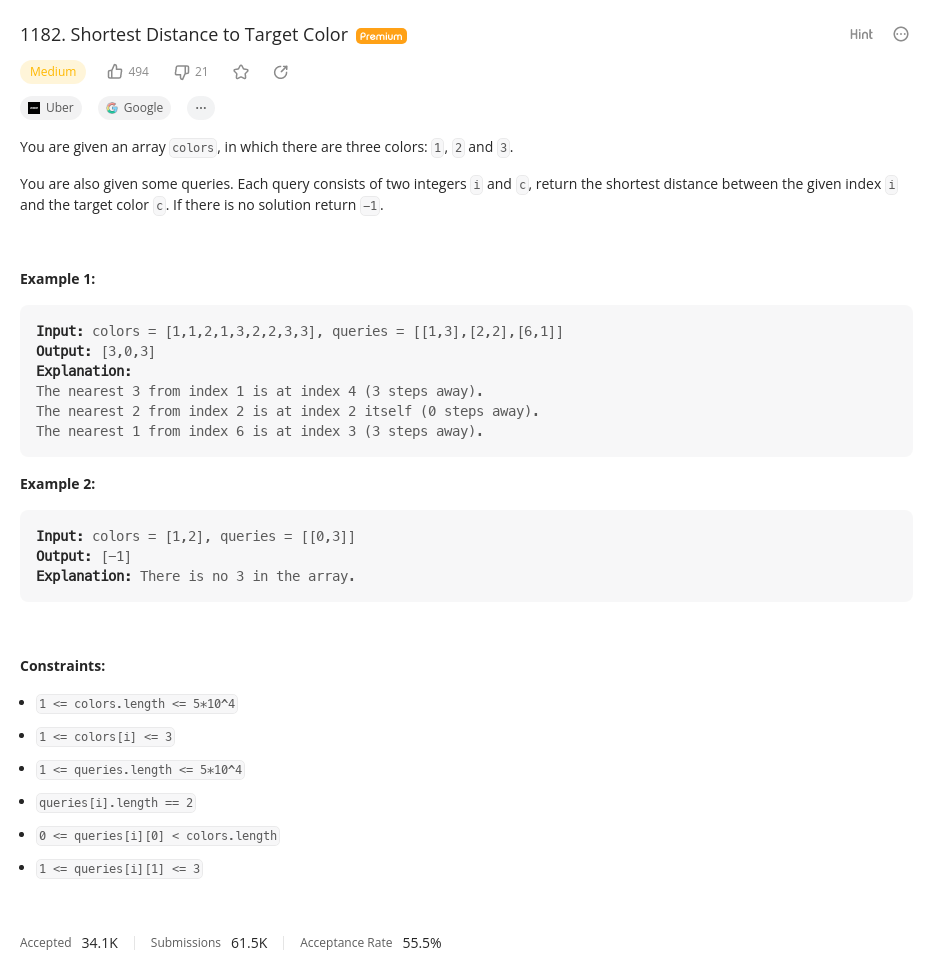 1182. Shortest Distance to Target Color Premium Hint
Medium 494 21
Uber Google ...
You are given an array colors, in which there are three colors: 1, 2 and 3.
You are also given some queries. Each query consists of two integers i and c, return the shortest distance between the given index i
and the target color c. If there is no solution return -1.
Example 1:
Input: colors = [1,1,2,1,3,2,2,3,3], queries = [[1,3],[2,2],[6,1]]
Output: [3,0,3]
Explanation:
The nearest 3 from index 1 is at index 4 (3 steps away).
The nearest 2 from index 2 is at index 2 itself (0 steps away).
The nearest 1 from index 6 is at index 3 (3 steps away).
Example 2:
Input: colors = [1,2], queries = [[0,3]]
Output: [-1]
Explanation: There is no 3 in the array.
Constraints:
• 1 <= colors.length <= 5*10^4
• 1 <= colors[i] <= 3
• 1 <= queries.length <= 5*10^4
• queries[i].length == 2
• 0 <= queries[i][0] < colors.length
• 1 <= queries[i][1] <= 3
Accepted 34.1K Submissions 61.5K Acceptance Rate 55.5%